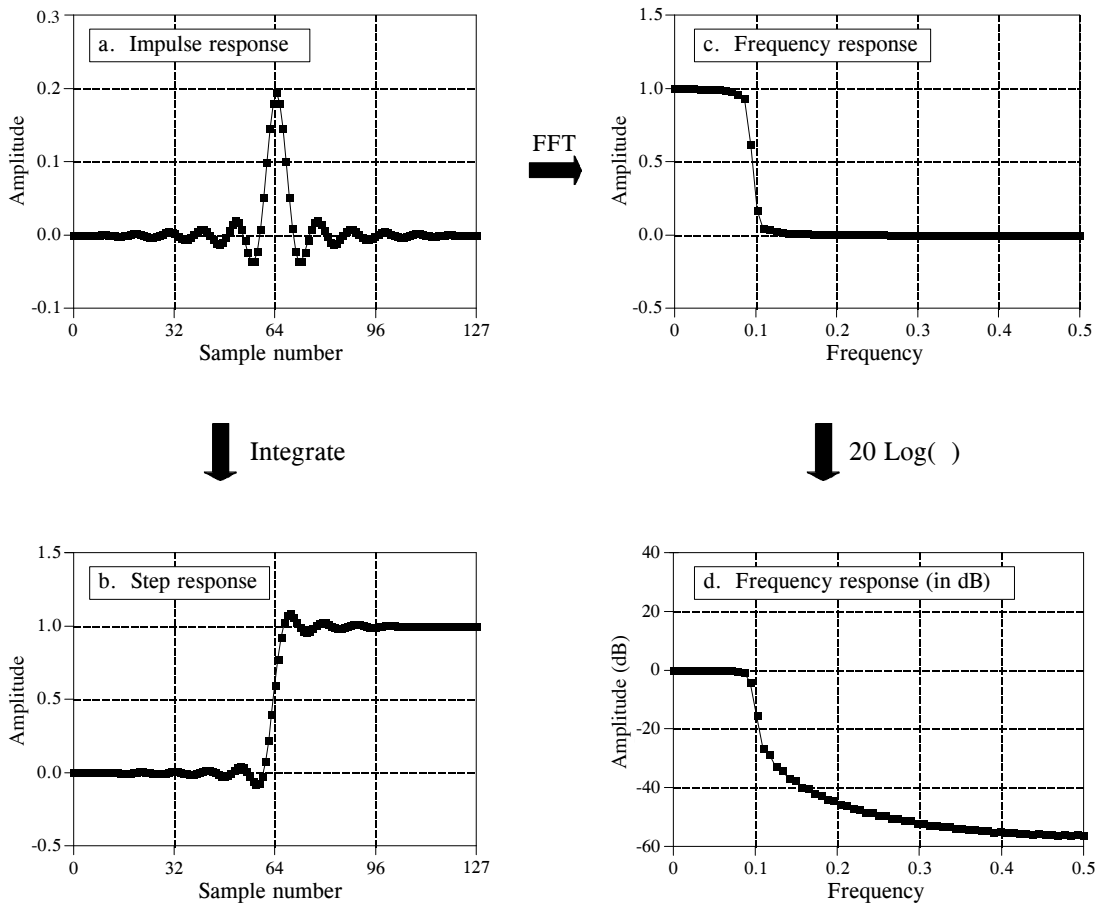 a. Impulse response
0.3
0.2
0.1
0.0
-0.1
Amplitude
0 32 64 96 127
Sample number
FFT
c. Frequency response
1.5
1.0
0.5
0.0
-0.5
Amplitude
0 0.1 0.2 0.3 0.4 0.5
Frequency
Integrate
20 Log( )
b. Step response
1.5
1.0
0.5
0.0
-0.5
Amplitude
0 32 64 96 127
Sample number
d. Frequency response (in dB)
40
20
0
-20
-40
-60
Amplitude (dB)
0 0.1 0.2 0.3 0.4 0.5
Frequency